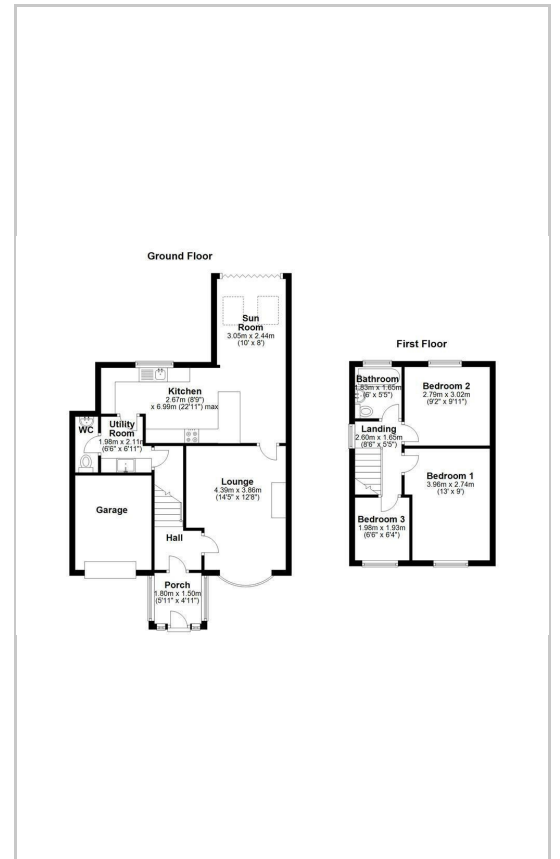 Ground Floor
Sun
Room
3.05m x 2.44m
(10' x 8')
Kitchen
2.67m (8'9")
x 6.99m (22'11") max
WC
Utility
Room
1.98m x 2.11m
(6'6" x 6'11")
Lounge
4.39m x 3.86m
(14'5" x 12'8")
Garage
Hall
Porch
1.80m x 1.50m
(5'11" x 4'11")
First Floor
Bathroom
1.83m x 1.65m
(6' x 5'5")
Bedroom 2
2.79m x 3.02m
(9'2" x 9'11")
Landing
2.60m x 1.65m
(8'6" x 5'5")
Bedroom 1
3.96m x 2.74m
(13' x 9')
Bedroom 3
1.98m x 1.93m
(6'6" x 6'4")